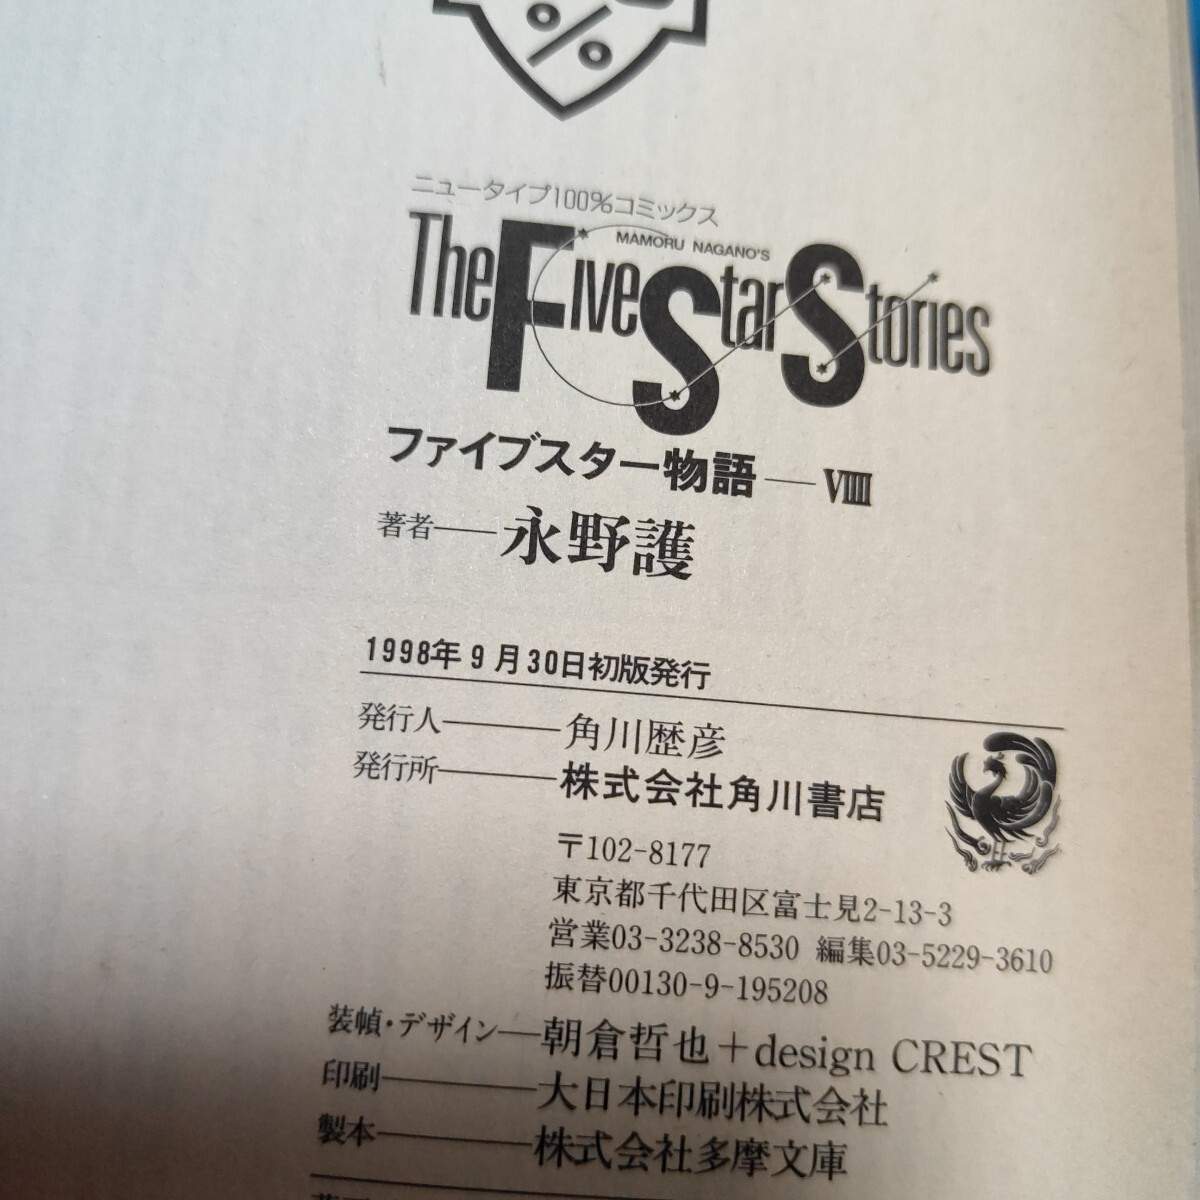 %
ニュータイプ100%コミックス
MAMORU NAGANO'S
The Five Star Stories
ファイブスター物語―VIII
著者―永野護
1998年9月30日初版発行
発行人―角川歴彦
発行所―株式会社角川書店
〒102-8177
東京都千代田区富士見2-13-3
営業03-3238-8530 編集03-5229-3610
振替00130-9-195208
装幀・デザイン―朝倉哲也+design CREST
印刷―大日本印刷株式会社
製本―株式会社多摩文庫